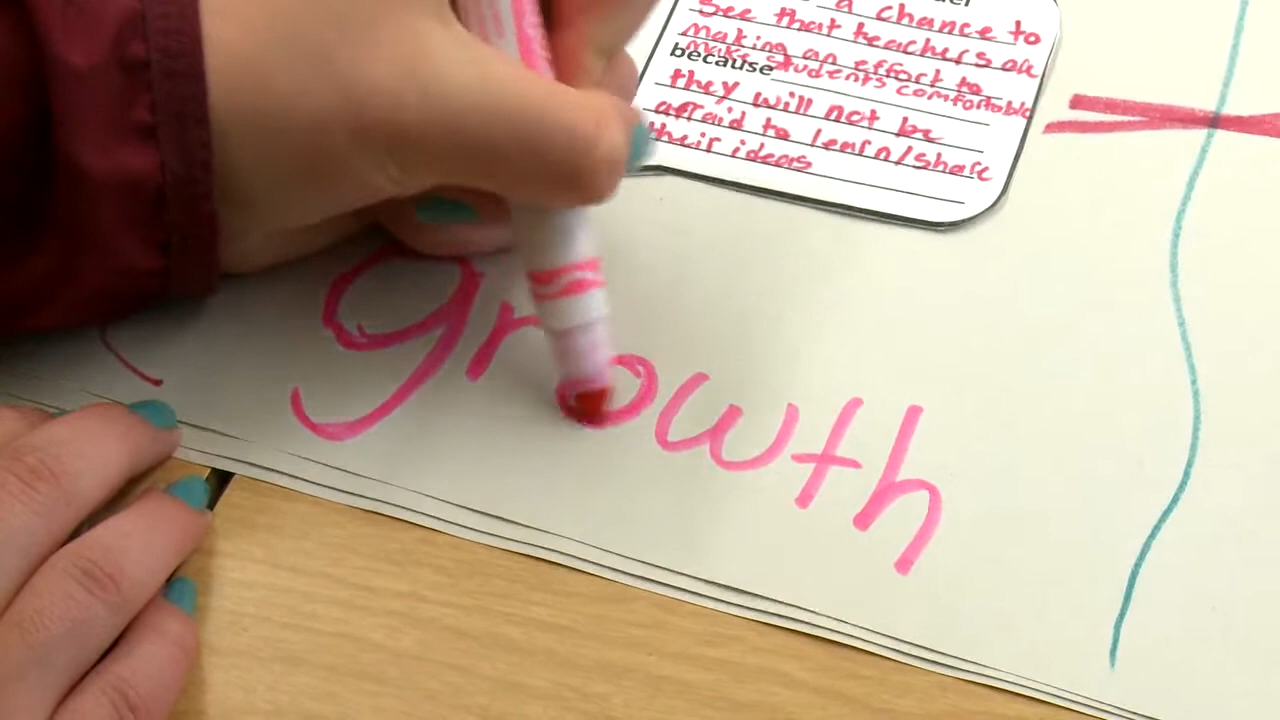 a chance to
see that teachers are
making an effort to
make students comfortable
because
they will not be
afraid to learn/share
their ideas
growth